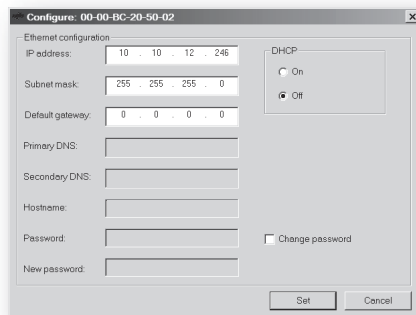 Configure: 00-00-BC-20-50-02
Ethernet configuration
IP address: 10 . 10 . 12 . 246
DHCP
On
Off
Subnet mask: 255 . 255 . 255 . 0
Default gateway: 0 . 0 . 0 . 0
Primary DNS:
Secondary DNS:
Hostname:
Password:
Change password
New password:
Set Cancel